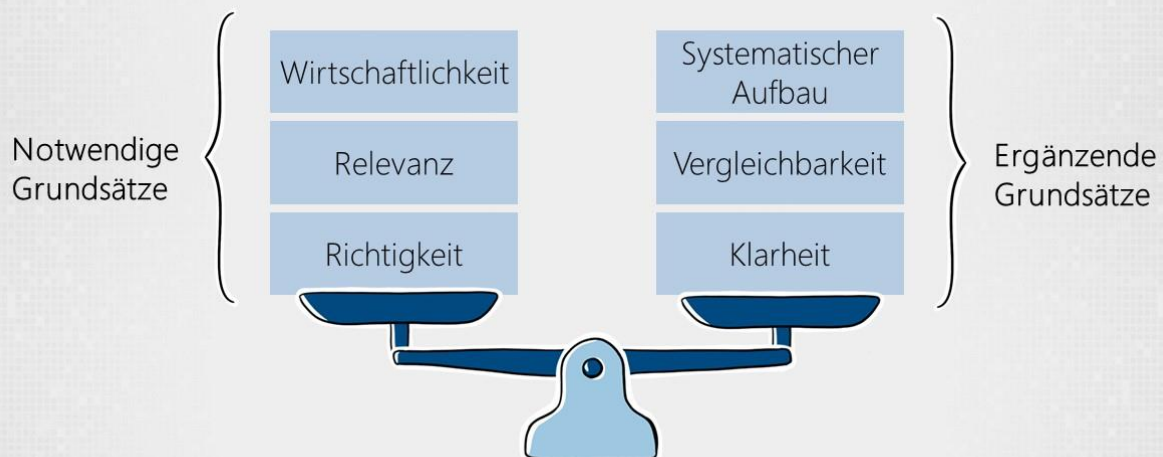 Notwendige
Grundsätze
Wirtschaftlichkeit
Relevanz
Richtigkeit
Systematischer
Aufbau
Vergleichbarkeit
Klarheit
Ergänzende
Grundsätze